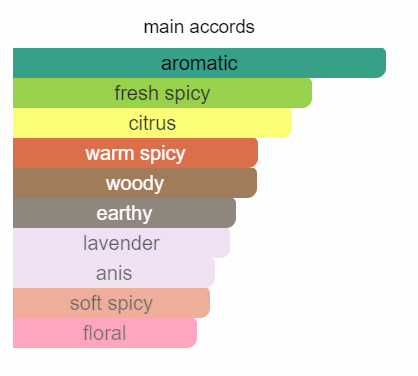 main accords
aromatic
fresh spicy
citrus
warm spicy
woody
earthy
lavender
anis
soft spicy
floral